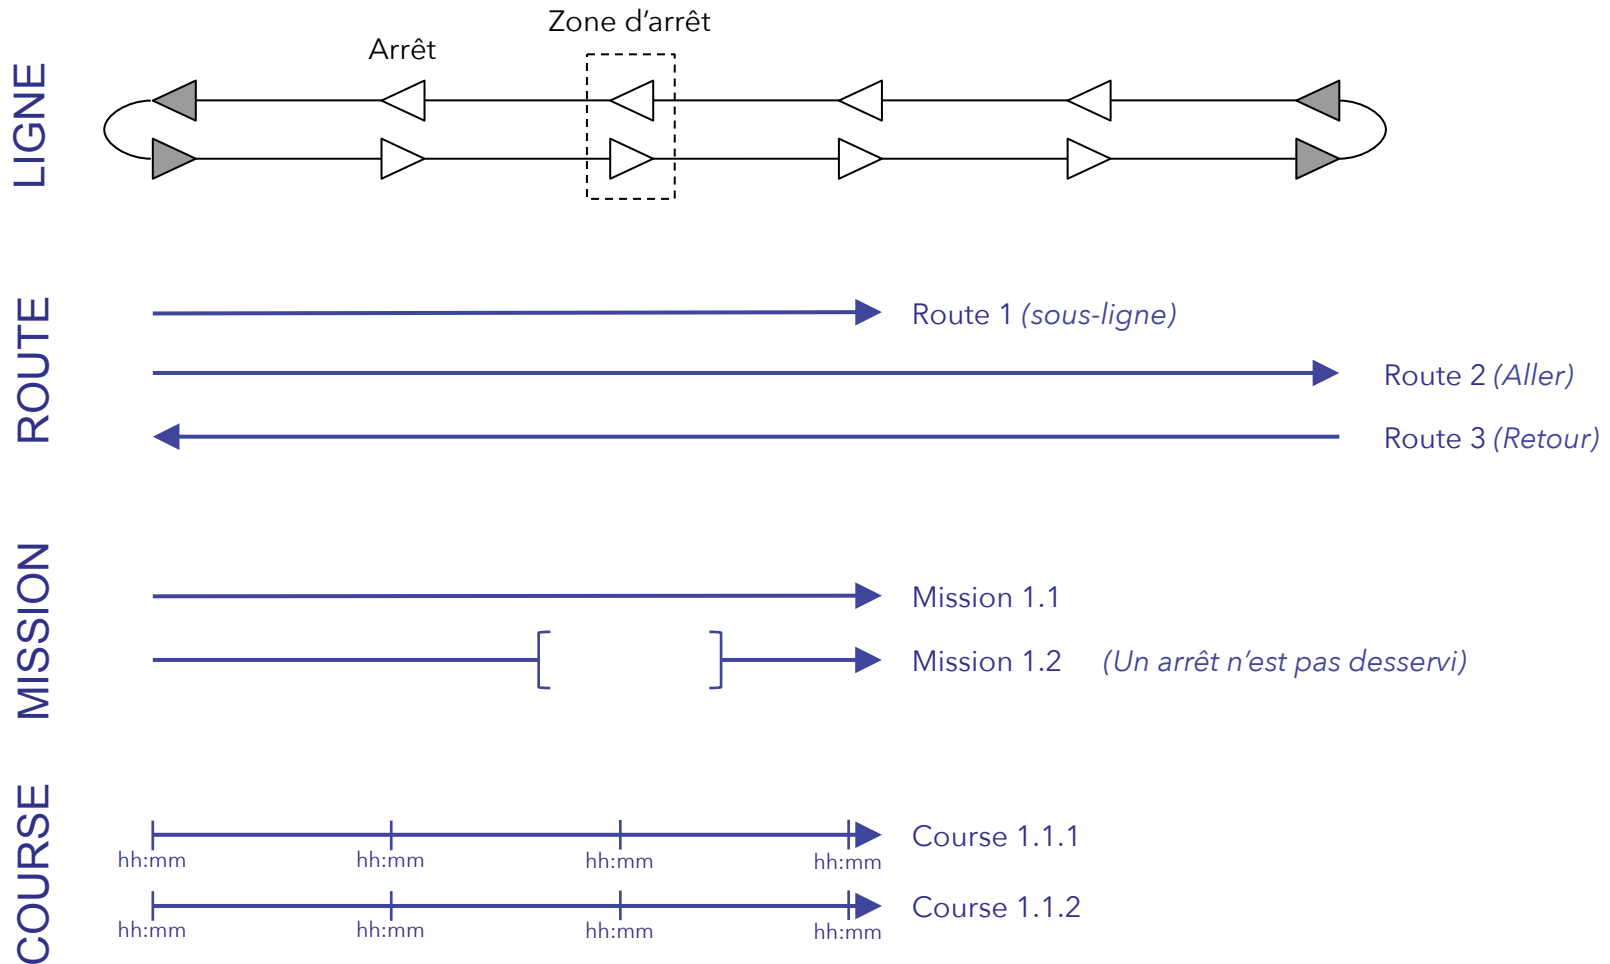 Zone d'arrêt
Arrêt
LIGNE
ROUTE
Route 1 (sous-ligne)
Route 2 (Aller)
Route 3 (Retour)
MISSION
Mission 1.1
Mission 1.2 (Un arrêt n'est pas desservi)
COURSE
Course 1.1.1
hh:mm hh:mm hh:mm hh:mm
Course 1.1.2
hh:mm hh:mm hh:mm hh:mm